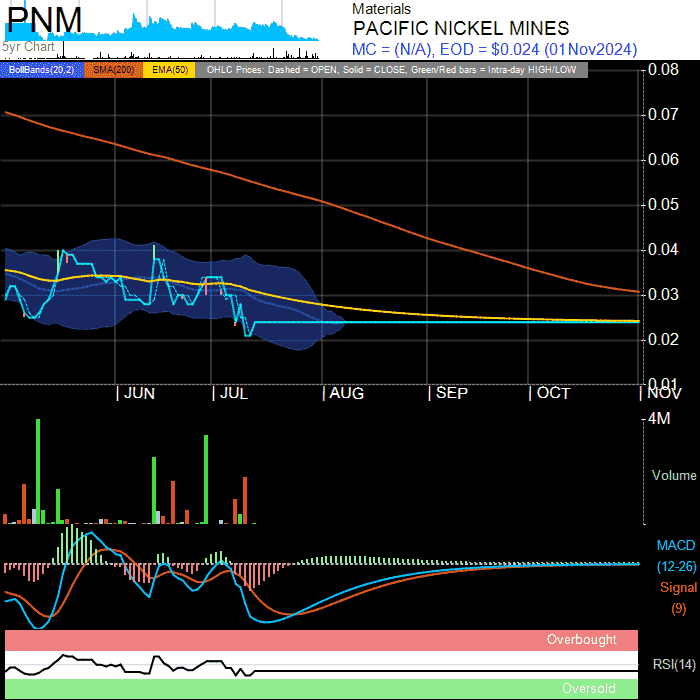 PNM
5yr Chart
Materials
PACIFIC NICKEL MINES
MC = (N/A), EOD = $0.024 (01Nov2024)
BollBands(20,2) SMA(200) EMA(50) OHLC Prices: Dashed = OPEN, Solid = CLOSE, Green/Red bars = Intra-day HIGH/LOW
0.08
0.07
0.06
0.05
0.04
0.03
0.02
0.01
JUN JUL AUG SEP OCT NOV
4M
Volume
MACD
(12-26)
Signal
(9)
Overbought
RSI(14)
Oversold